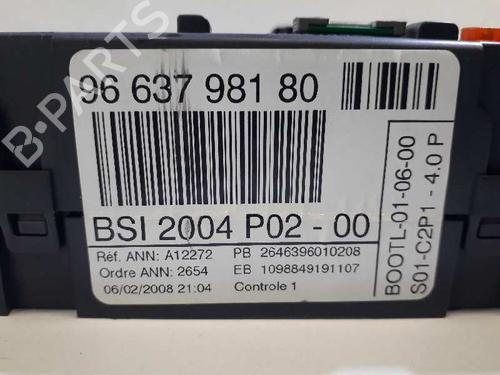 96 637 981 80
BSI 2004 P02 - 00
Réf. ANN: A12272 PB 2646396010208
Ordre ANN: 2654 EB 1098849191107
06/02/2008 21:04 Controle 1
BOOTL-01-06-00
S01-C2P1 - 4.0 P
B-PARTS